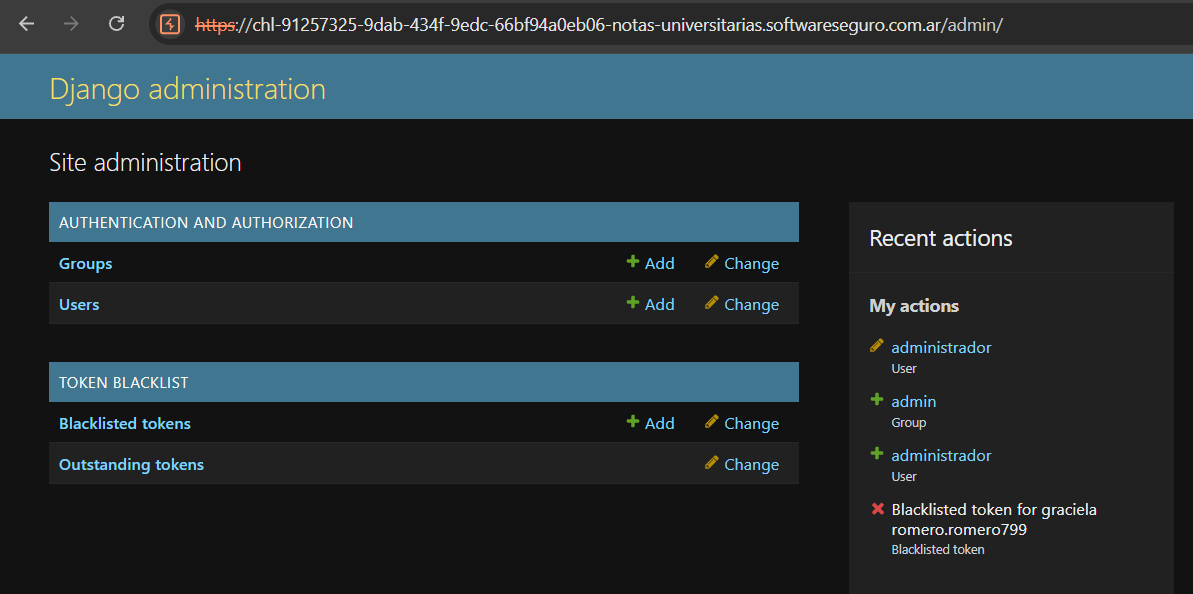 https://chl-91257325-9dab-434f-9edc-66bf94a0eb06-notas-universitarias.softwareseguro.com.ar/admin/
Django administration
Site administration
AUTHENTICATION AND AUTHORIZATION
Groups Add Change
Users Add Change
TOKEN BLACKLIST
Blacklisted tokens Add Change
Outstanding tokens Change
Recent actions
My actions
administrador
User
admin
Group
administrador
User
Blacklisted token for graciela
romero.romero799
Blacklisted token